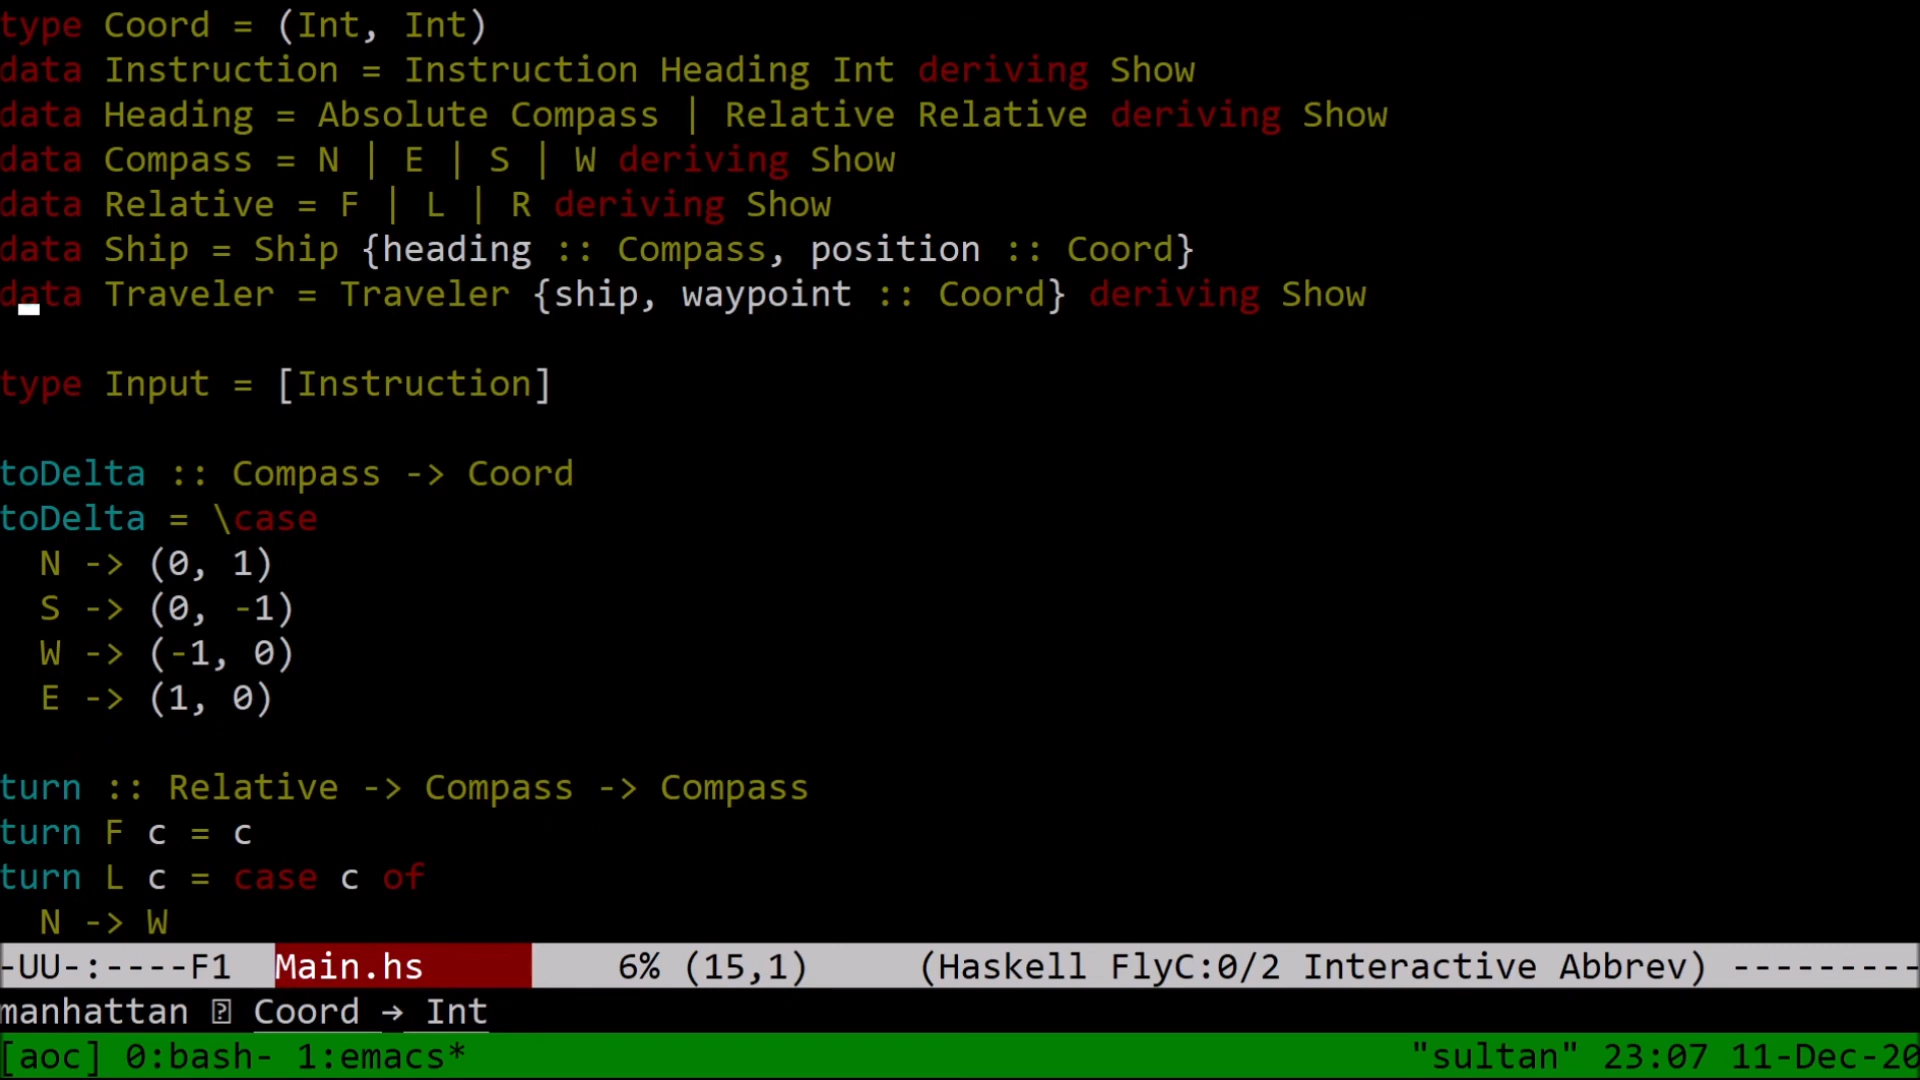 type Coord = (Int, Int)
data Instruction = Instruction Heading Int deriving Show
data Heading = Absolute Compass | Relative Relative deriving Show
data Compass = N | E | S | W deriving Show
data Relative = F | L | R deriving Show
data Ship = Ship {heading :: Compass, position :: Coord}
data Traveler = Traveler {ship, waypoint :: Coord} deriving Show
type Input = [Instruction]
toDelta :: Compass -> Coord
toDelta = \case
  N -> (0, 1)
  S -> (0, -1)
  W -> (-1, 0)
  E -> (1, 0)
turn :: Relative -> Compass -> Compass
turn F c = c
turn L c = case c of
  N -> W
-UU-:----F1  Main.hs         6% (15,1)     (Haskell FlyC:0/2 Interactive Abbrev) ---------
manhattan ⍰ Coord → Int
[aoc] 0:bash- 1:emacs* "sultan" 23:07 11-Dec-20